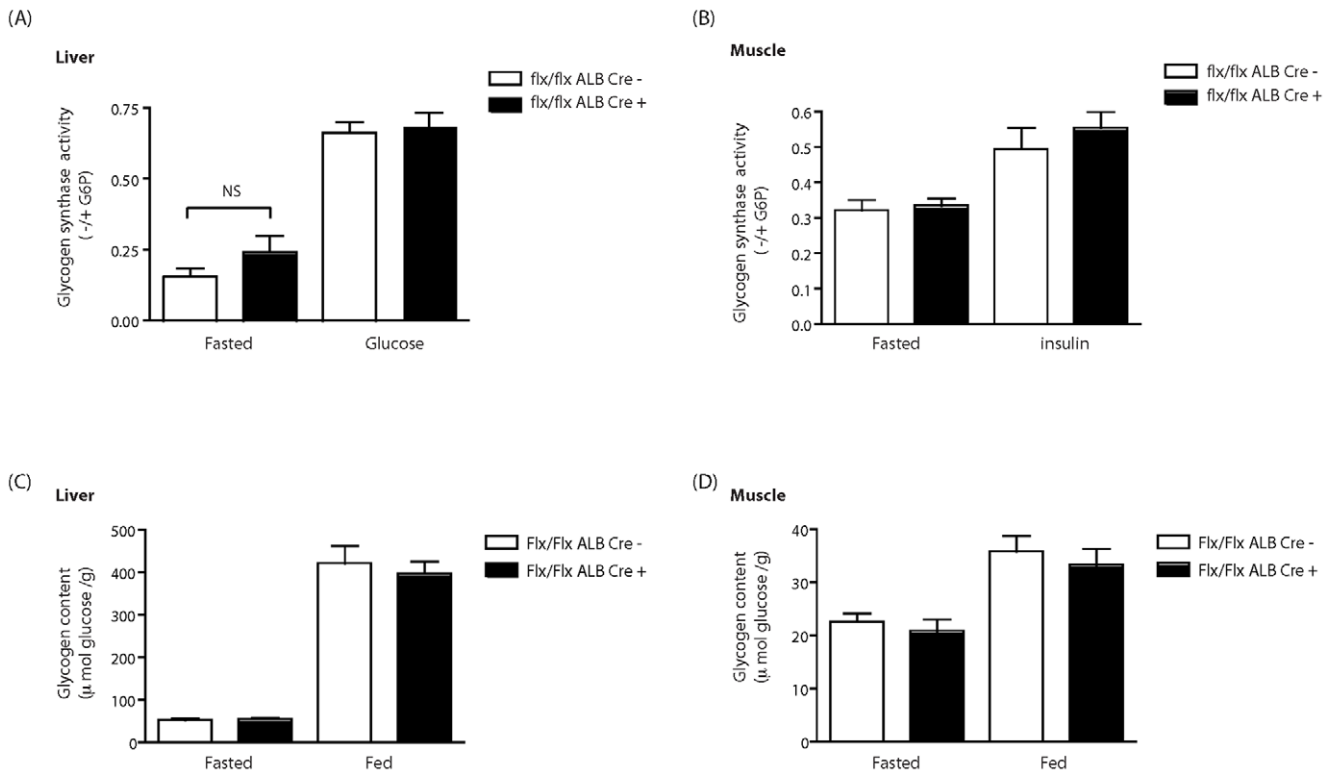 (A)
Liver
flx/flx ALB Cre -
flx/flx ALB Cre +
Glycogen synthase activity
( -/+ G6P)
0.75
0.50
0.25
0.00
NS
Fasted
Glucose
(B)
Muscle
flx/flx ALB Cre -
flx/flx ALB Cre +
Glycogen synthase activity
( -/+ G6P)
0.6
0.5
0.4
0.3
0.2
0.1
0.0
Fasted
insulin
(C)
Liver
Flx/Flx ALB Cre -
Flx/Flx ALB Cre +
Glycogen content
(μ mol glucose /g)
500
400
300
200
100
0
Fasted
Fed
(D)
Muscle
Flx/Flx ALB Cre -
Flx/Flx ALB Cre +
Glycogen content
(μ mol glucose /g)
40
30
20
10
0
Fasted
Fed